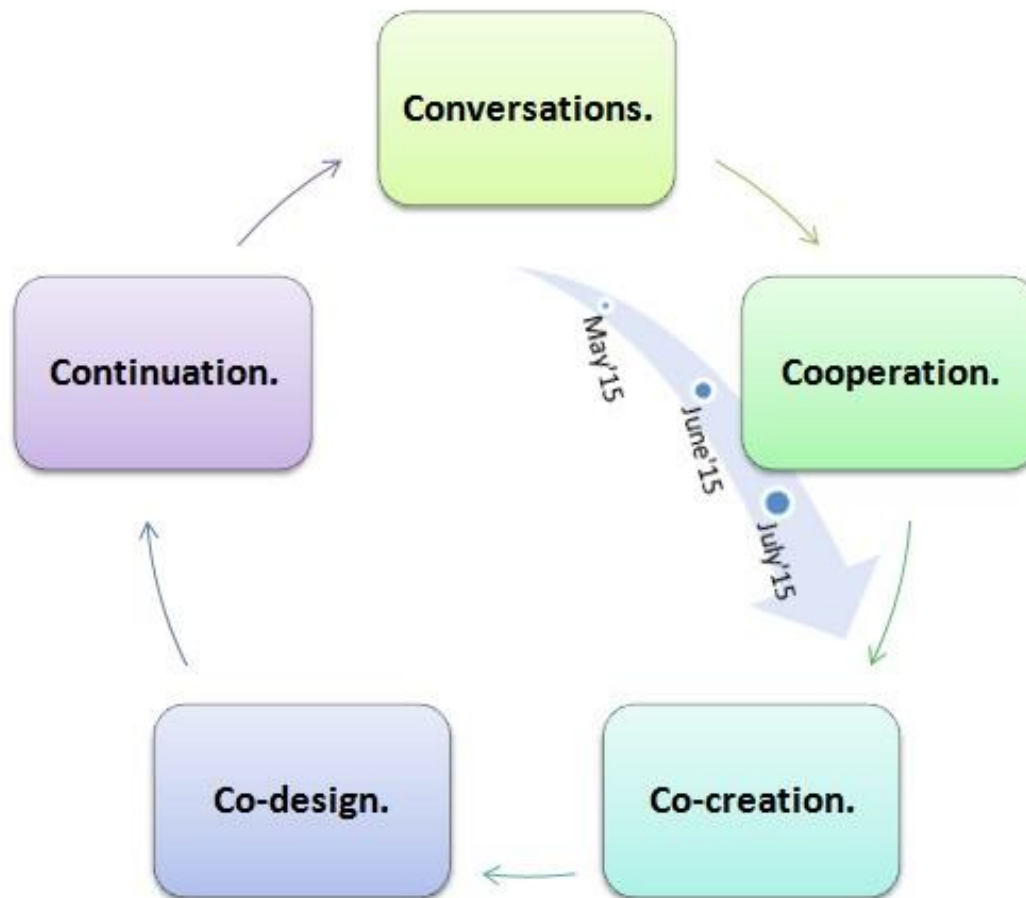 Conversations.
Cooperation.
Co-creation.
Co-design.
Continuation.
May'15
June'15
July'15